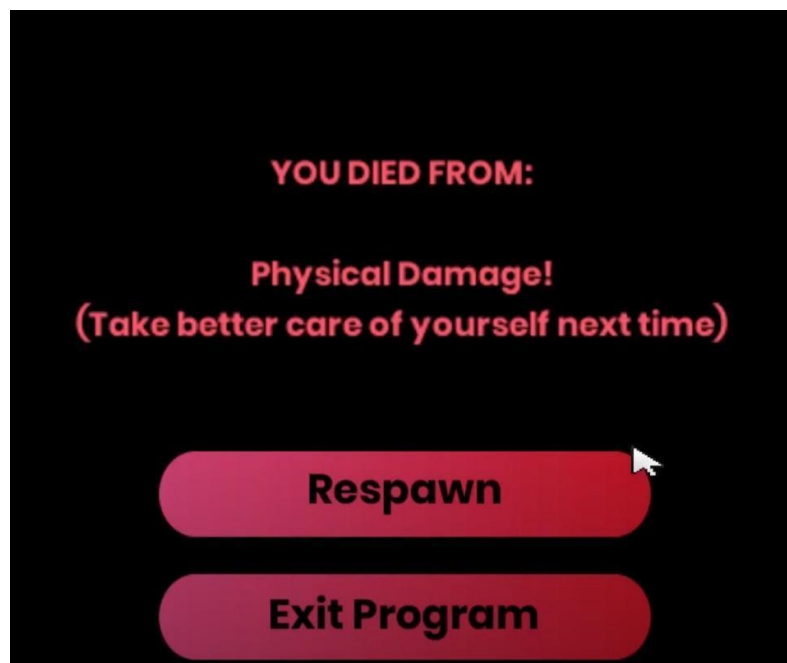 YOU DIED FROM:
Physical Damage!
(Take better care of yourself next time)
Respawn
Exit Program